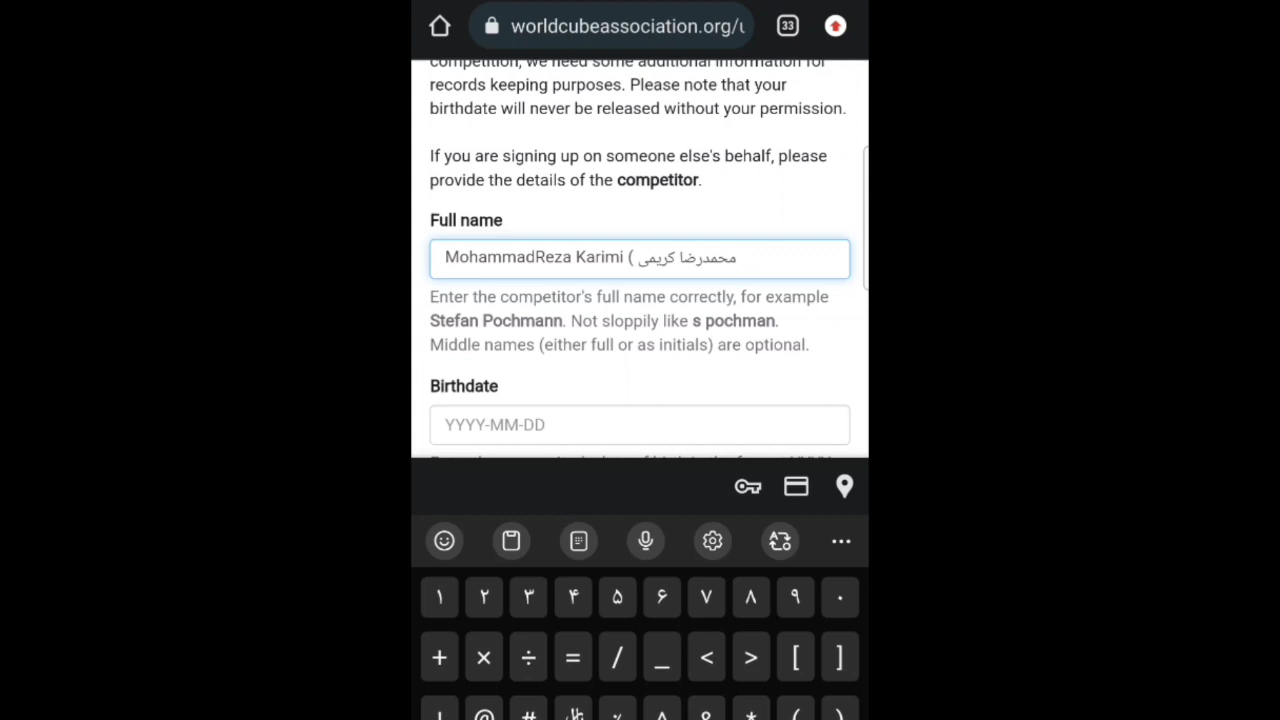 worldcubeassociation.org/u
33
competition, we need some additional information for
records keeping purposes. Please note that your
birthdate will never be released without your permission.
If you are signing up on someone else's behalf, please
provide the details of the competitor.
Full name
MohammadReza Karimi ( محمدرضا کریمی
Enter the competitor's full name correctly, for example
Stefan Pochmann. Not sloppily like s pochman.
Middle names (either full or as initials) are optional.
Birthdate
YYYY-MM-DD
۱ ۲ ۳ ۴ ۵ ۶ ۷ ۸ ۹ ۰
+ × ÷ = / _ < > [ ]
! @ # ﷼ ٪ ^ & * ( )